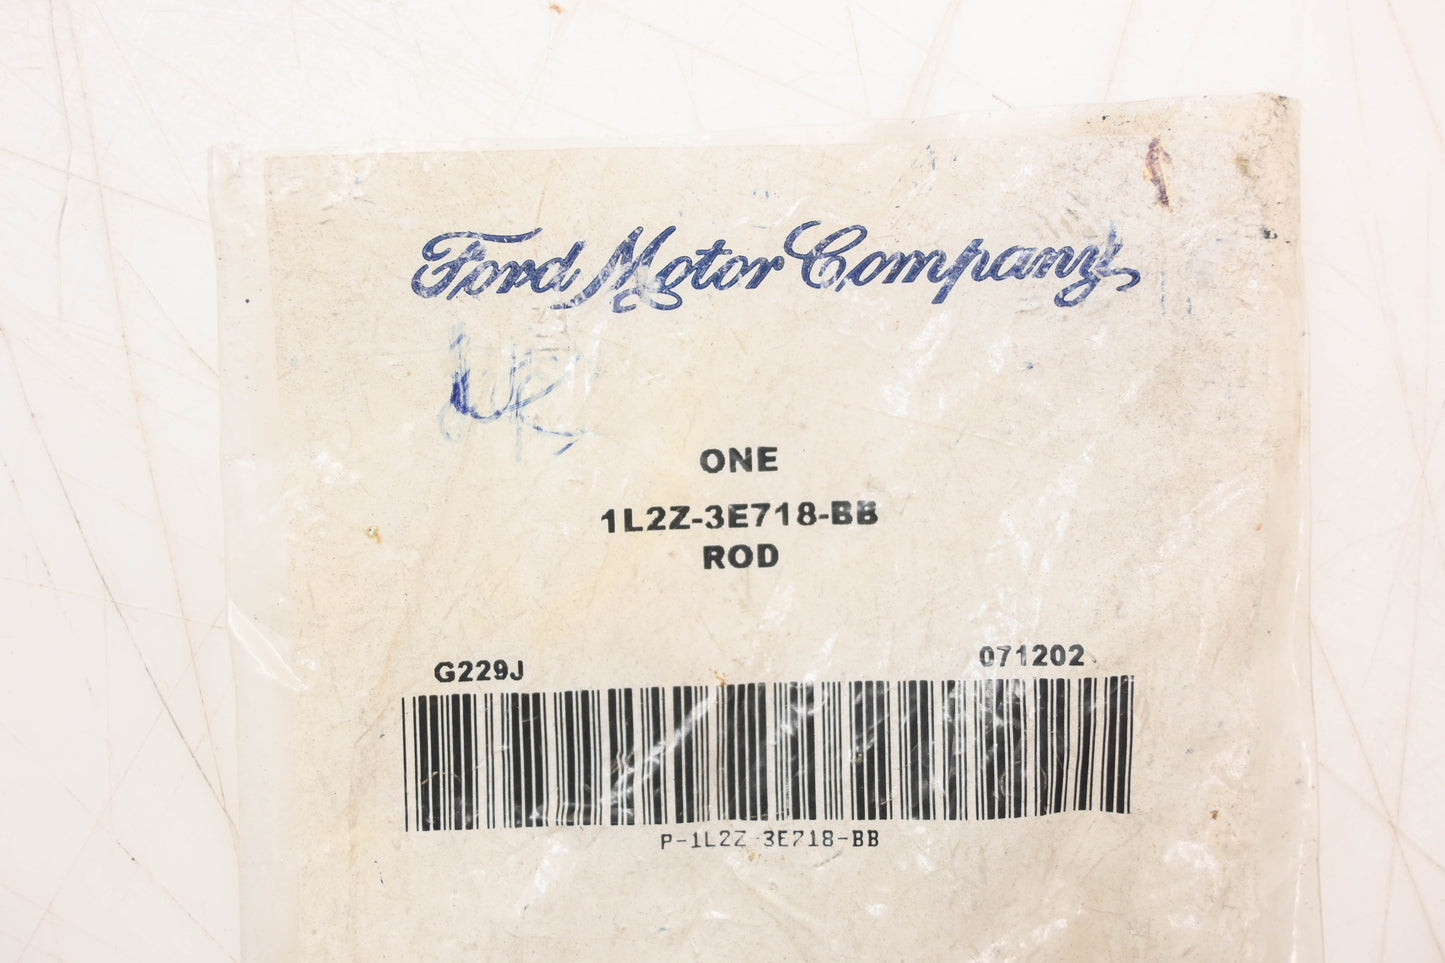 Ford Motor Company
ONE
1L2Z-3E718-BB
ROD
G229J 071202
P-1L2Z-3E718-BB